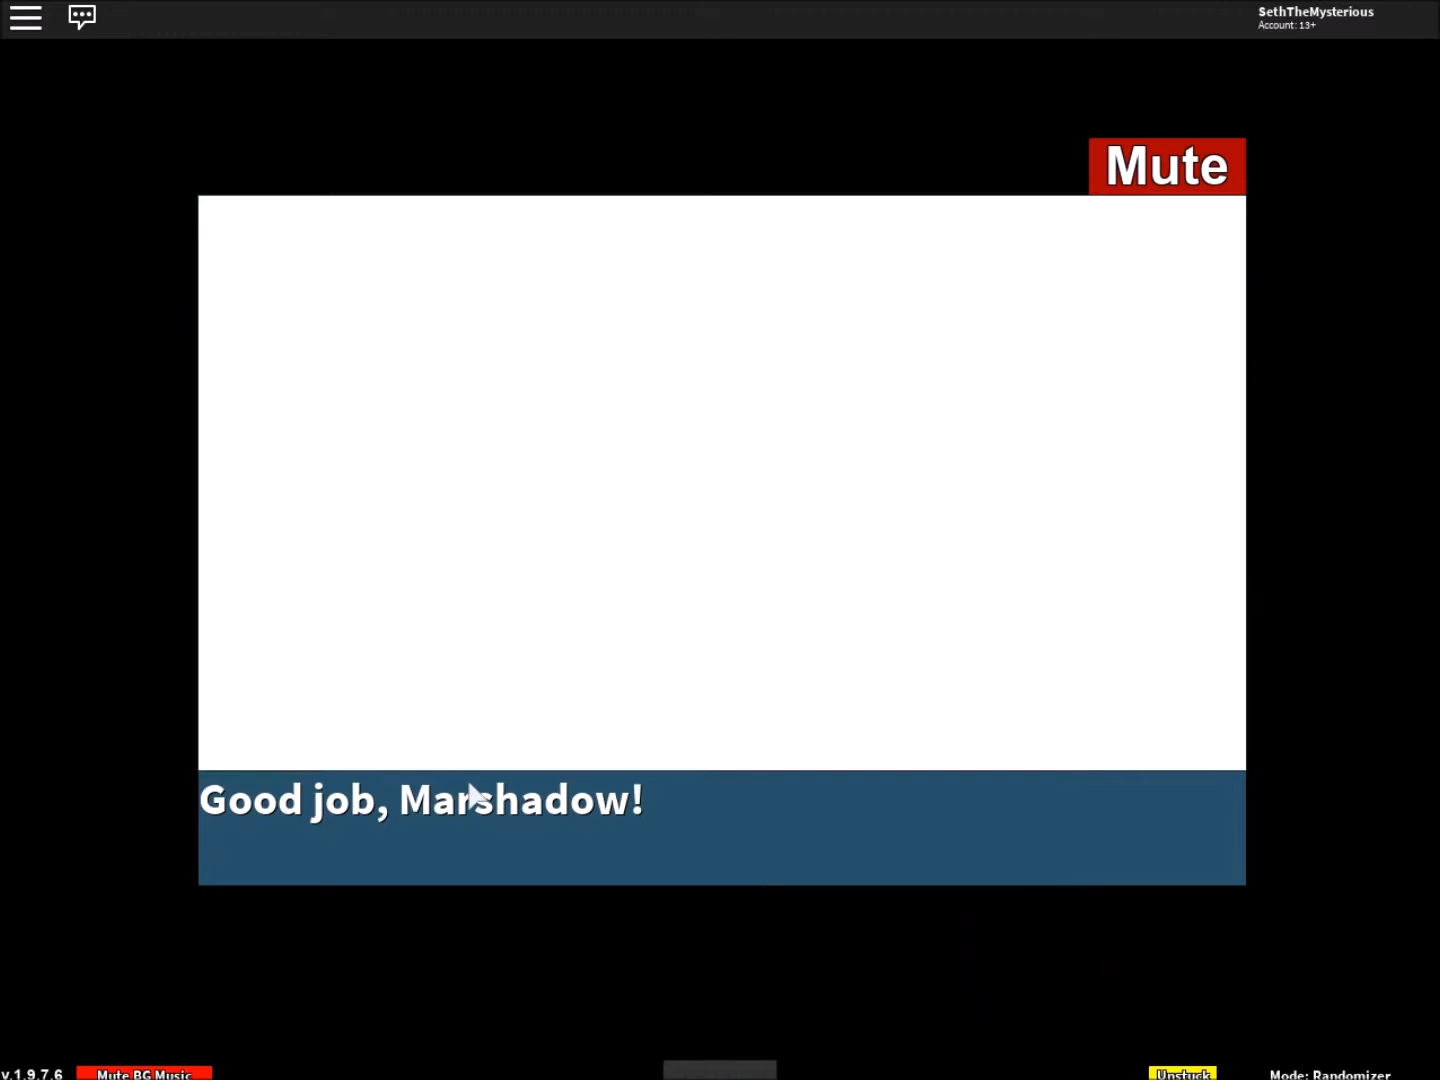 SethTheMysterious
Account: 13+
Mute
Good job, Marshadow!
v.1.9.7.6
Mute BG Music
Unstuck
Mode: Randomizer